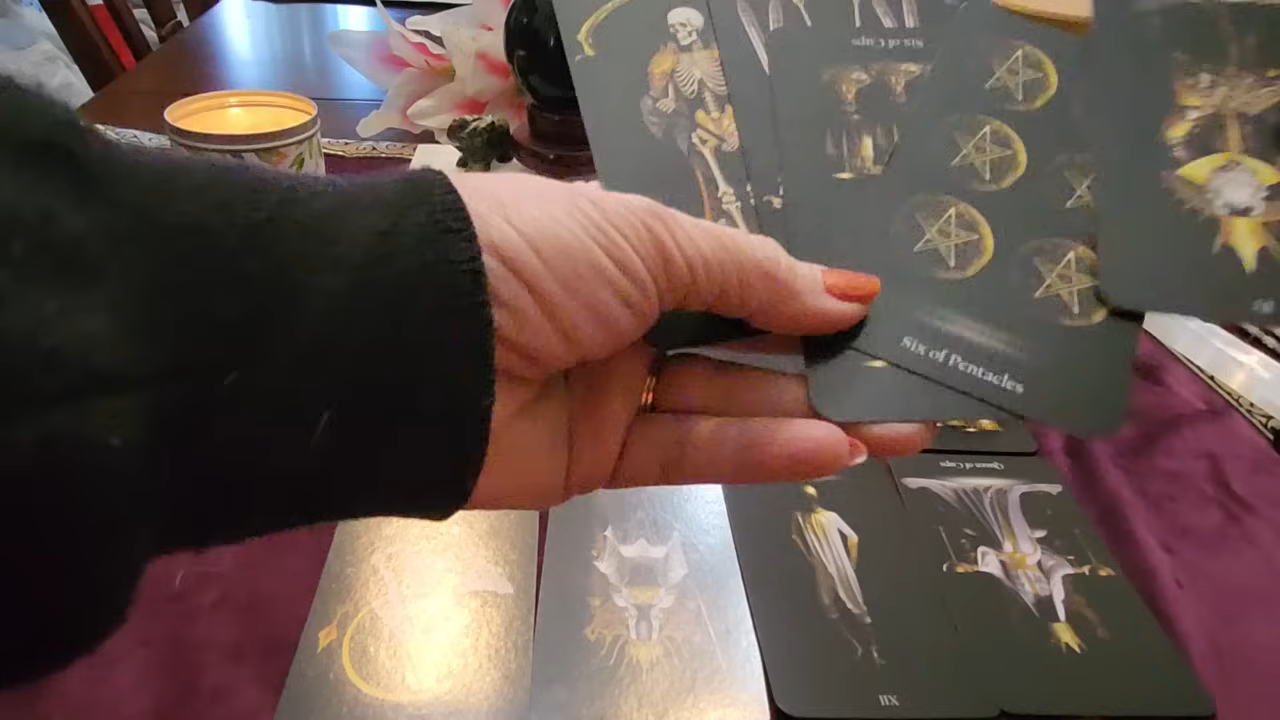 Six of Cups
Six of Pentacles
Queen of Cups
XII